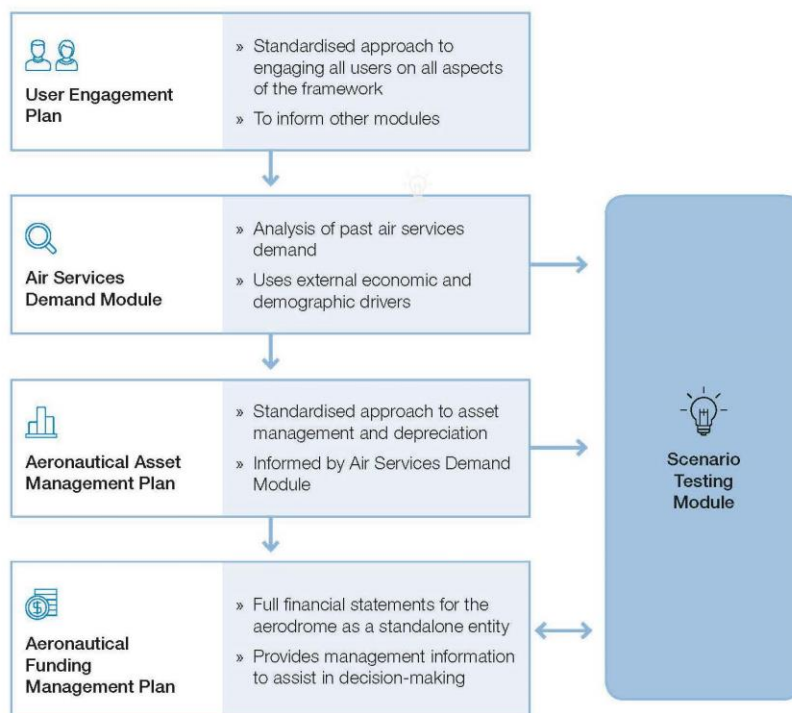 User Engagement
Plan
» Standardised approach to
engaging all users on all aspects
of the framework
» To inform other modules
Air Services
Demand Module
» Analysis of past air services
demand
» Uses external economic and
demographic drivers
Aeronautical Asset
Management Plan
» Standardised approach to asset
management and depreciation
» Informed by Air Services Demand
Module
Aeronautical
Funding
Management Plan
» Full financial statements for the
aerodrome as a standalone entity
» Provides management information
to assist in decision-making
Scenario
Testing
Module